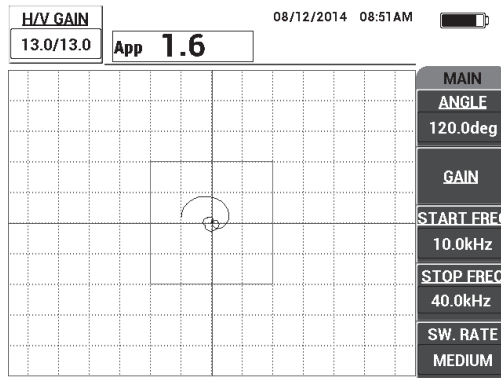 H/V GAIN
13.0/13.0
App 1.6
08/12/2014 08:51AM
MAIN
ANGLE
120.0deg
GAIN
START FREQ
10.0kHz
STOP FREQ
40.0kHz
SW. RATE
MEDIUM